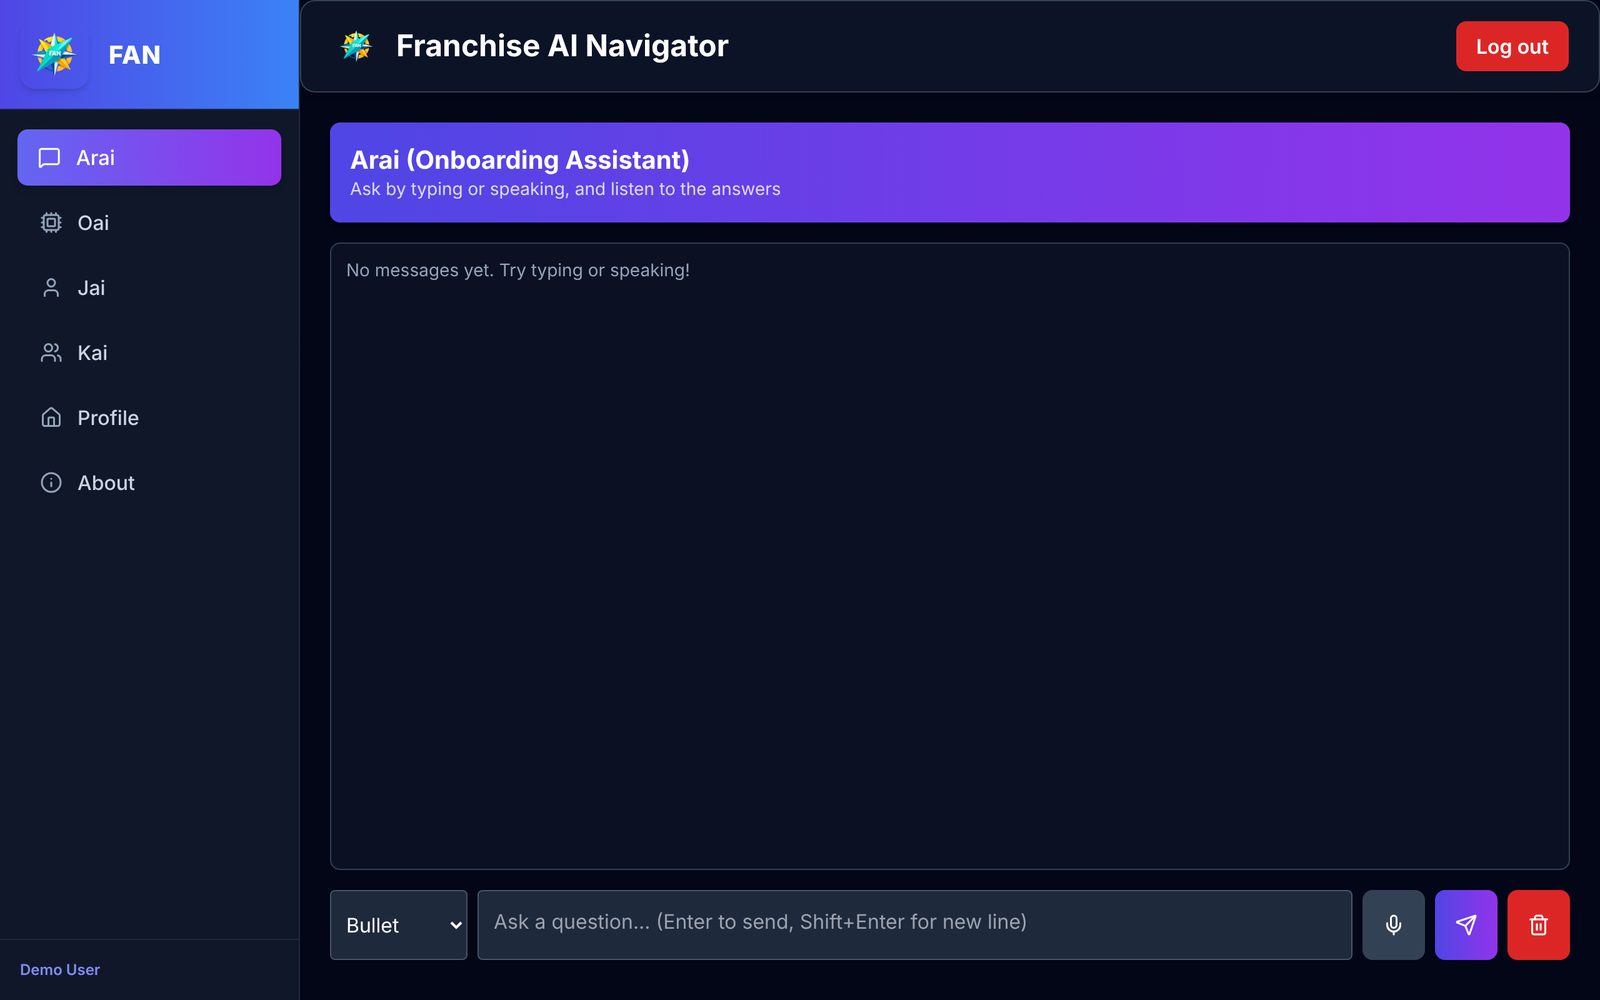 FAN
Arai
Oai
Jai
Kai
Profile
About
Demo User
Franchise AI Navigator
Log out
Arai (Onboarding Assistant)
Ask by typing or speaking, and listen to the answers
No messages yet. Try typing or speaking!
Bullet
Ask a question... (Enter to send, Shift+Enter for new line)